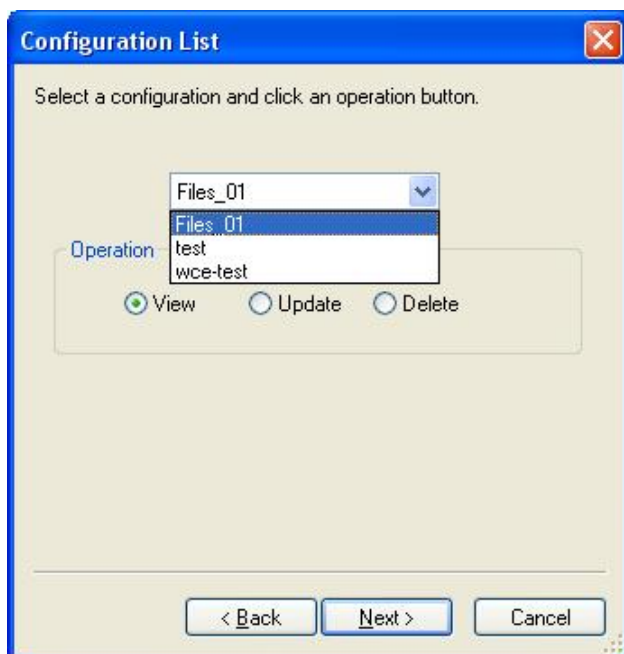 Configuration List
Select a configuration and click an operation button.
Files_01
Files_01
test
Operation
wce-test
View Update Delete
< Back Next > Cancel